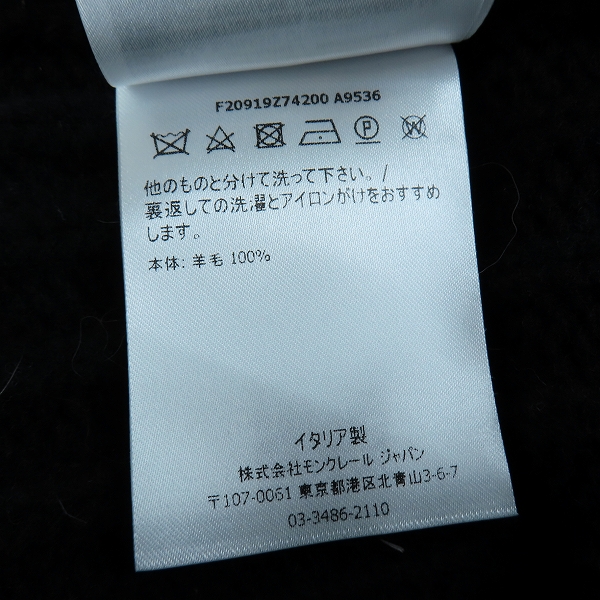 F20919Z74200 A9536
P W
他のものと分けて洗って下さい。/
裏返しての洗濯とアイロンがけをおすすめ
します。
本体: 羊毛 100%
イタリア製
株式会社モンクレール ジャパン
〒107-0061 東京都港区北青山3-6-7
03-3486-2110